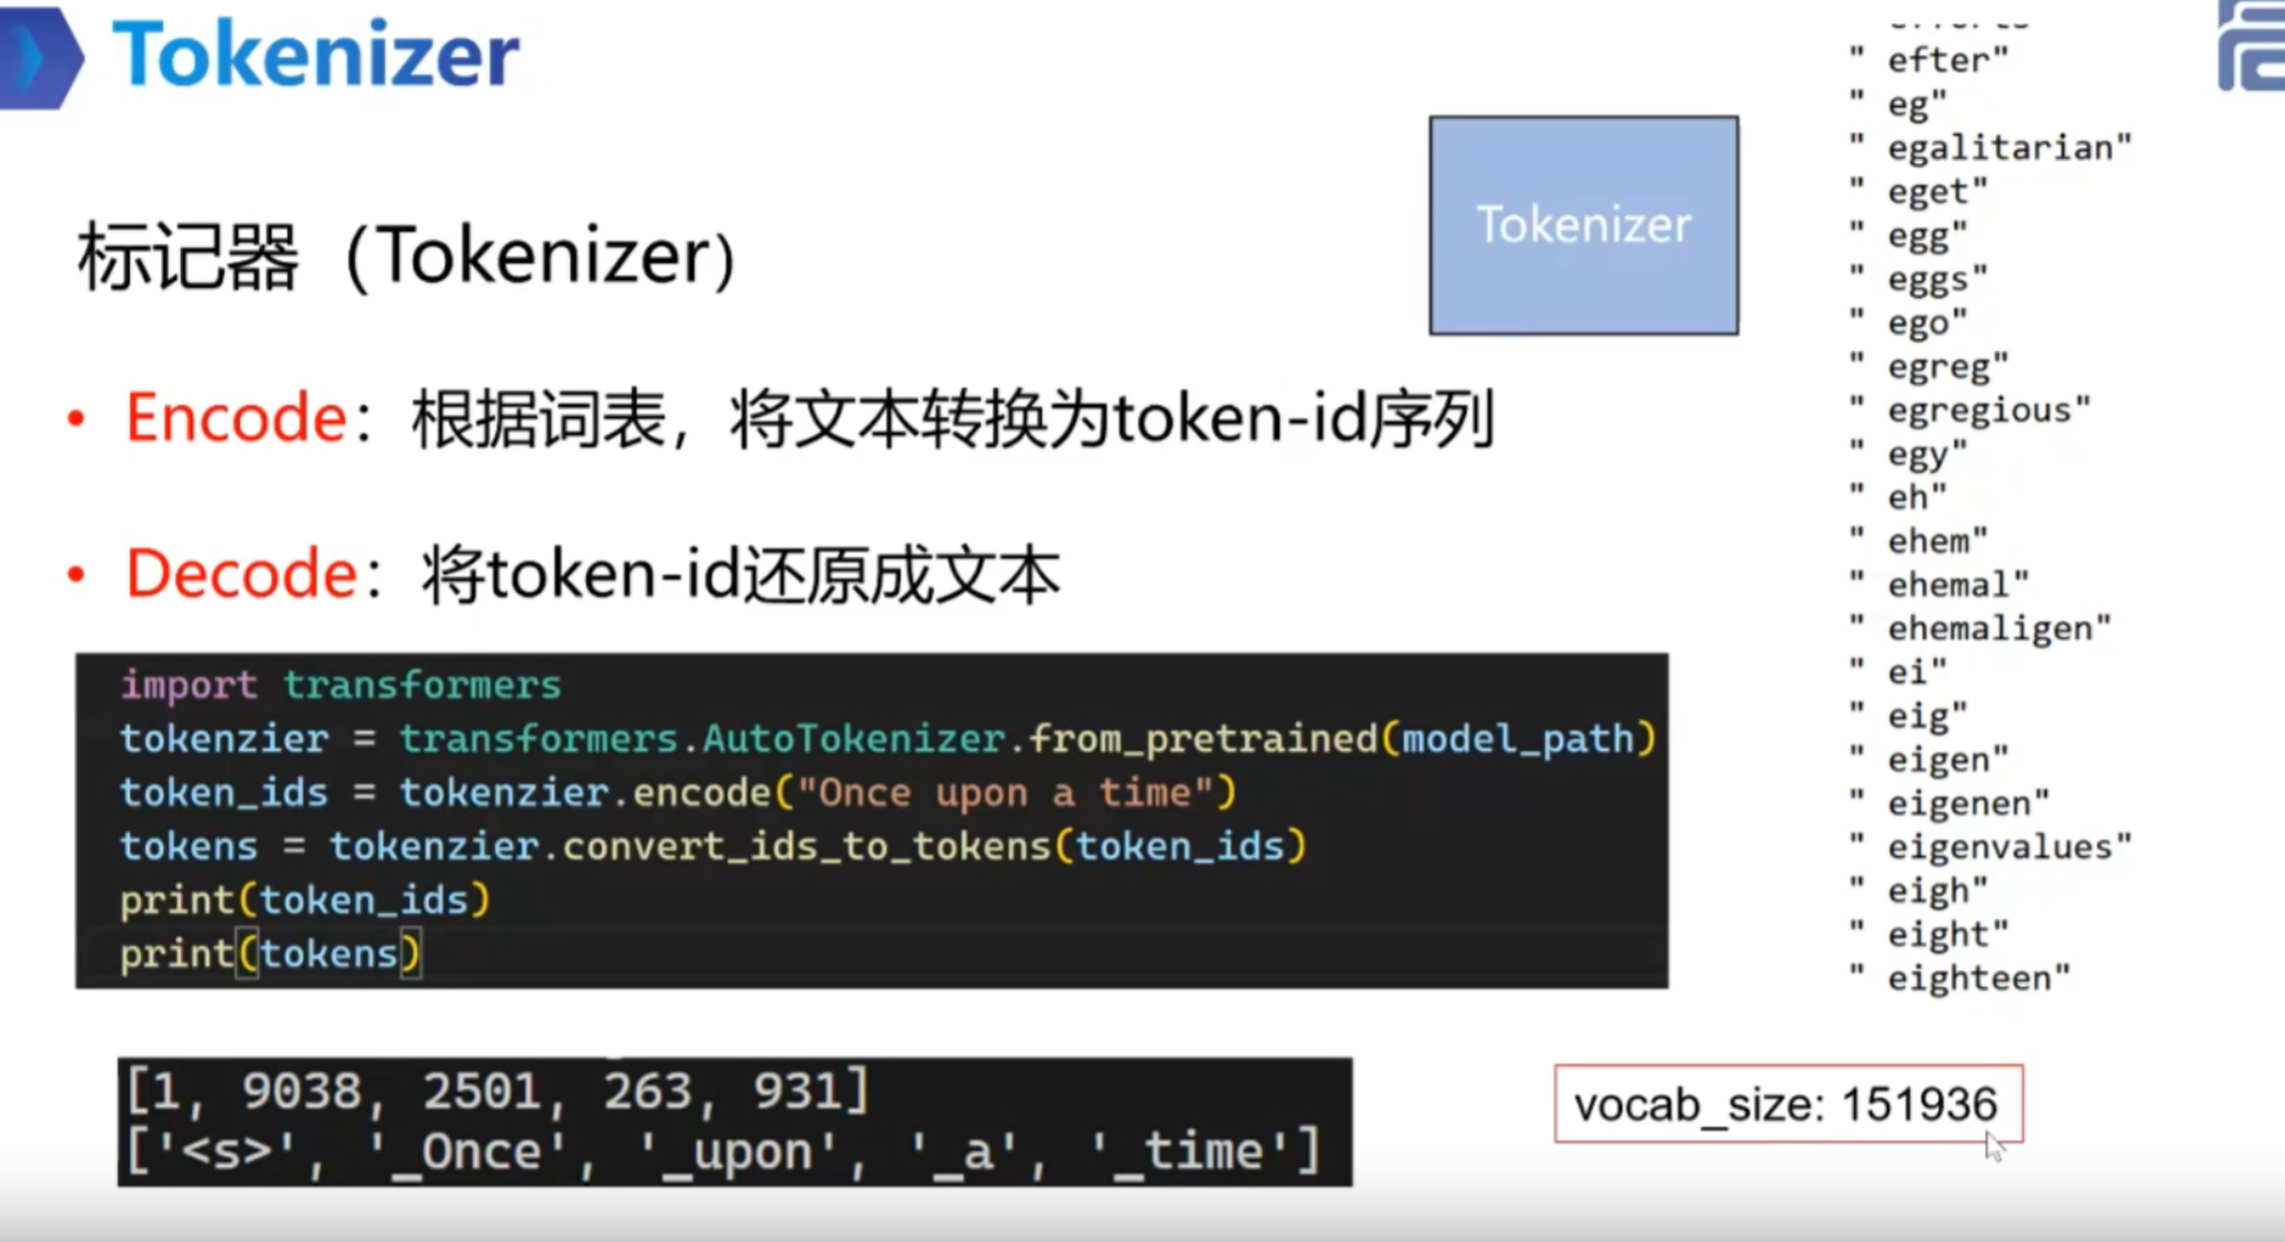 Tokenizer
标记器（Tokenizer）
• Encode：根据词表，将文本转换为token-id序列
• Decode：将token-id还原成文本
import transformers
tokenzier = transformers.AutoTokenizer.from_pretrained(model_path)
token_ids = tokenzier.encode("Once upon a time")
tokens = tokenzier.convert_ids_to_tokens(token_ids)
print(token_ids)
print(tokens)
[1, 9038, 2501, 263, 931]
['<s>', '_Once', '_upon', '_a', '_time']
Tokenizer
" efter"
" eg"
" egalitarian"
" eget"
" egg"
" eggs"
" ego"
" egreg"
" egregious"
" egy"
" eh"
" ehem"
" ehemal"
" ehemaligen"
" ei"
" eig"
" eigen"
" eigenen"
" eigenvalues"
" eigh"
" eight"
" eighteen"
vocab_size: 151936